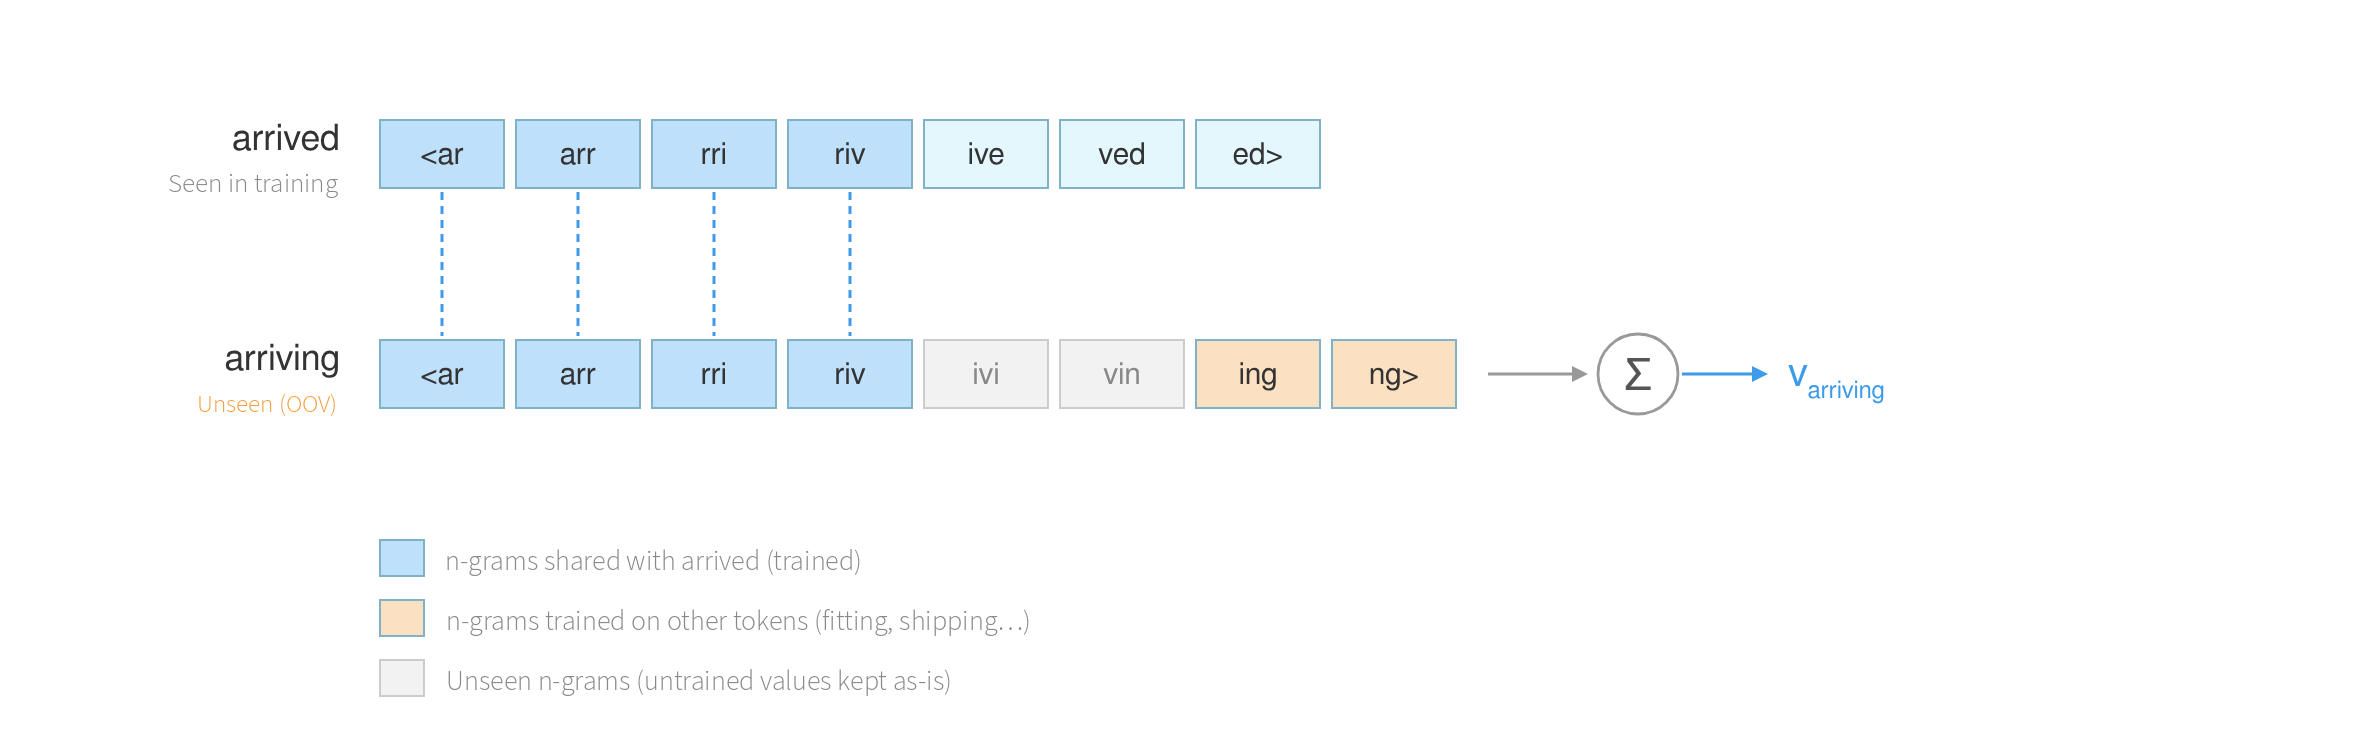 arrived
Seen in training
<ar arr rri riv ive ved ed>
arriving
Unseen (OOV)
<ar arr rri riv ivi vin ing ng> Σ varriving
n-grams shared with arrived (trained)
n-grams trained on other tokens (fitting, shipping…)
Unseen n-grams (untrained values kept as-is)